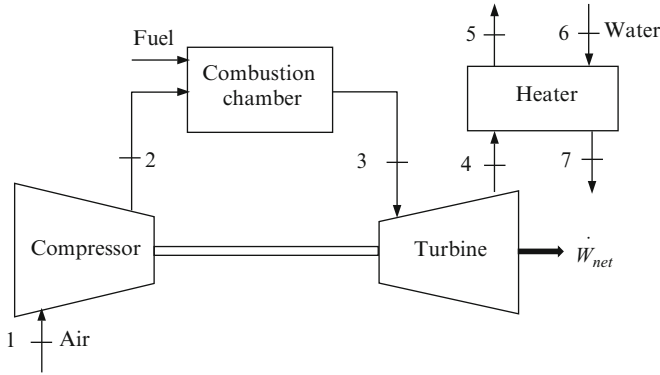 5
6
Water
Fuel
Combustion
chamber
Heater
2
3
4
7
Compressor
Turbine
Ẇnet
1
Air